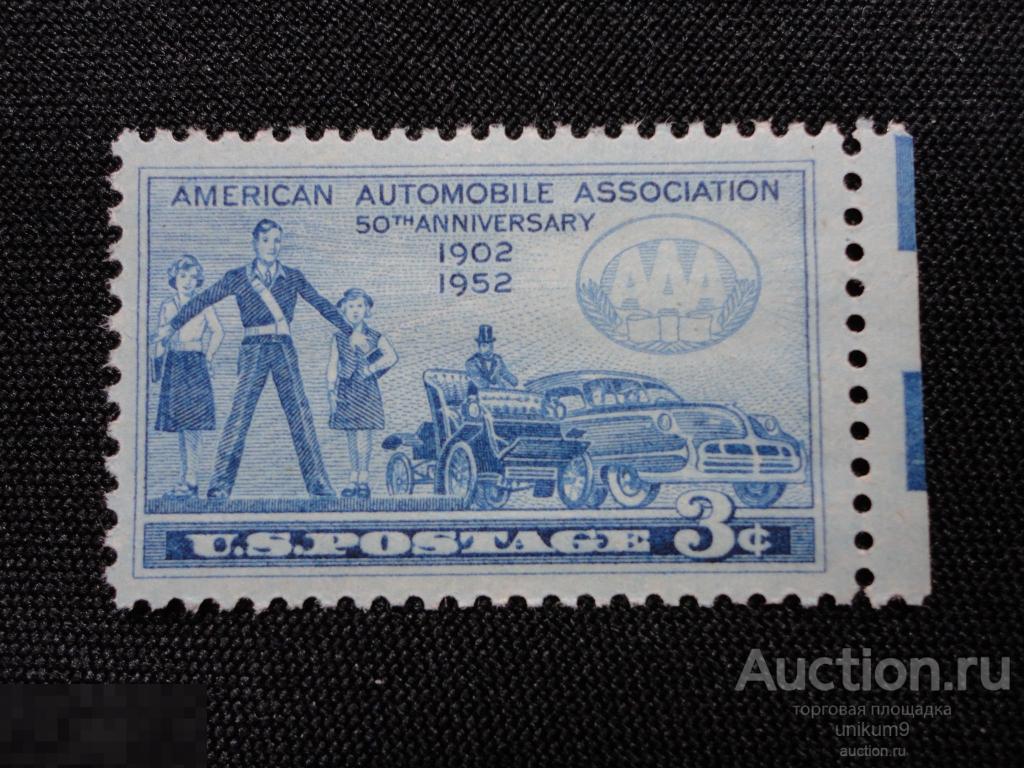 AMERICAN AUTOMOBILE ASSOCIATION
50TH ANNIVERSARY
1902
1952
AAA
U.S. POSTAGE 3¢
Auction.ru
торговая площадка
unikum9
auction.ru